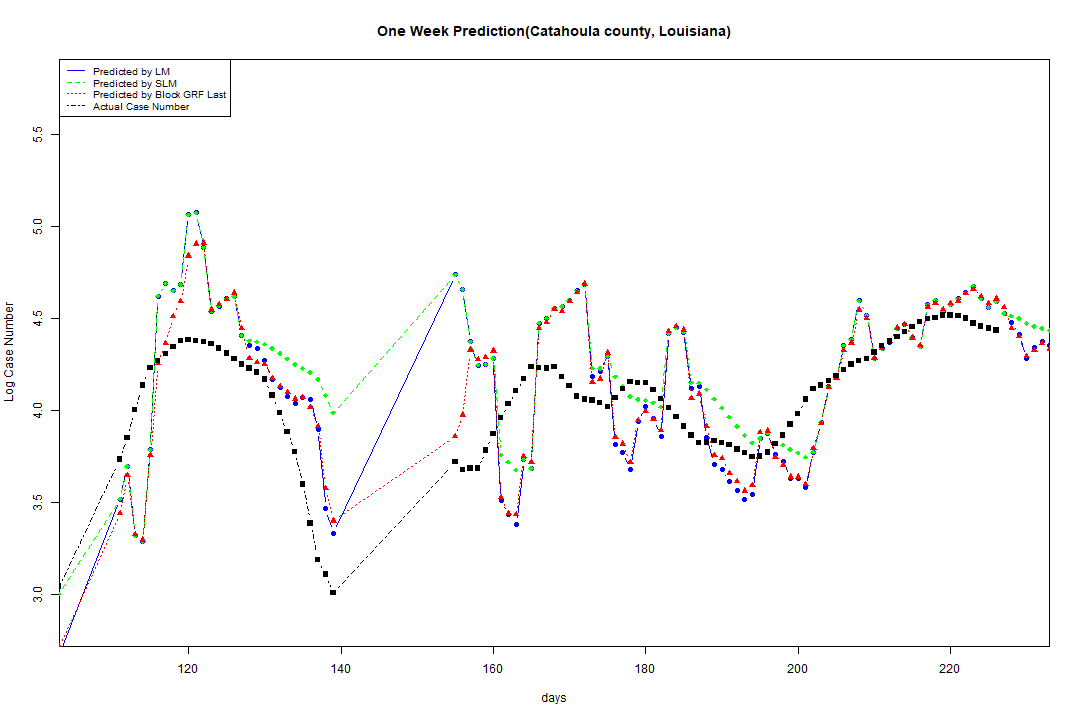 One Week Prediction(Catahoula county, Louisiana)
Predicted by LM
Predicted by SLM
Predicted by Block GRF Last
Actual Case Number
5.5
5.0
4.5
4.0
3.5
3.0
Log Case Number
120 140 160 180 200 220
days